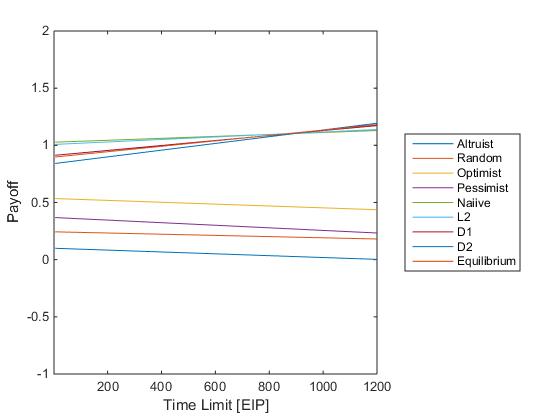 2
1.5
1
0.5
0
-0.5
-1
Payoff
200 400 600 800 1000 1200
Time Limit [EIP]
Altruist
Random
Optimist
Pessimist
Naiive
L2
D1
D2
Equilibrium